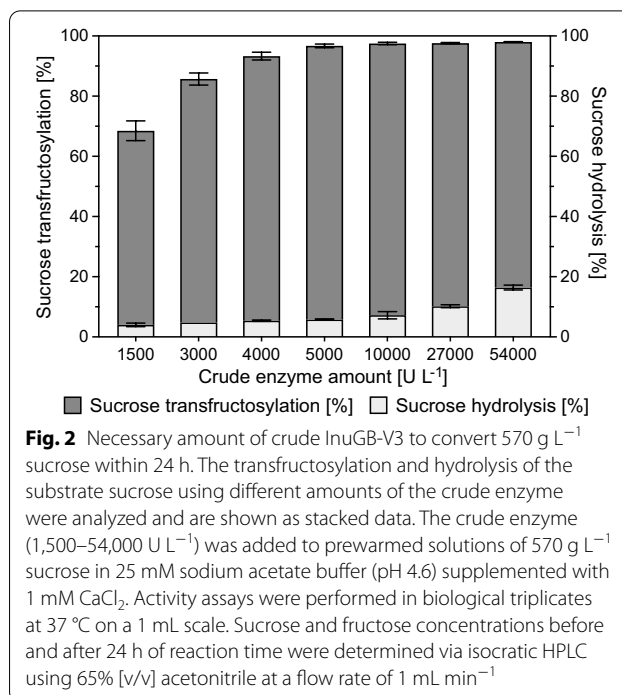 100
80
60
40
20
0
Sucrose transfructosylation [%]
100
80
60
40
20
0
Sucrose hydrolysis
[%]
1500 3000 4000 5000 10000 27000 54000
Crude enzyme amount [U L⁻¹]
Sucrose transfructosylation [%] Sucrose hydrolysis [%]
Fig. 2 Necessary amount of crude InuGB-V3 to convert 570 g L⁻¹
sucrose within 24 h. The transfructosylation and hydrolysis of the
substrate sucrose using different amounts of the crude enzyme
were analyzed and are shown as stacked data. The crude enzyme
(1,500–54,000 U L⁻¹) was added to prewarmed solutions of 570 g L⁻¹
sucrose in 25 mM sodium acetate buffer (pH 4.6) supplemented with
1 mM CaCl₂. Activity assays were performed in biological triplicates
at 37 °C on a 1 mL scale. Sucrose and fructose concentrations before
and after 24 h of reaction time were determined via isocratic HPLC
using 65% [v/v] acetonitrile at a flow rate of 1 mL min⁻¹